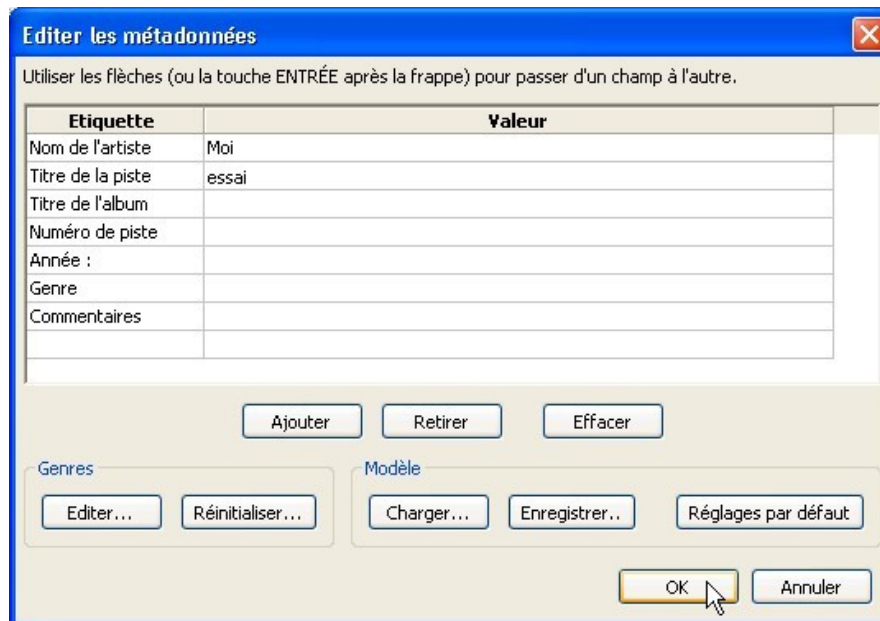 Editer les métadonnées
Utiliser les flèches (ou la touche ENTRÉE après la frappe) pour passer d'un champ à l'autre.
Etiquette Valeur
Nom de l'artiste Moi
Titre de la piste essai
Titre de l'album
Numéro de piste
Année :
Genre
Commentaires
Ajouter Retirer Effacer
Genres Modèle
Editer... Réinitialiser... Charger... Enregistrer.. Réglages par défaut
OK Annuler